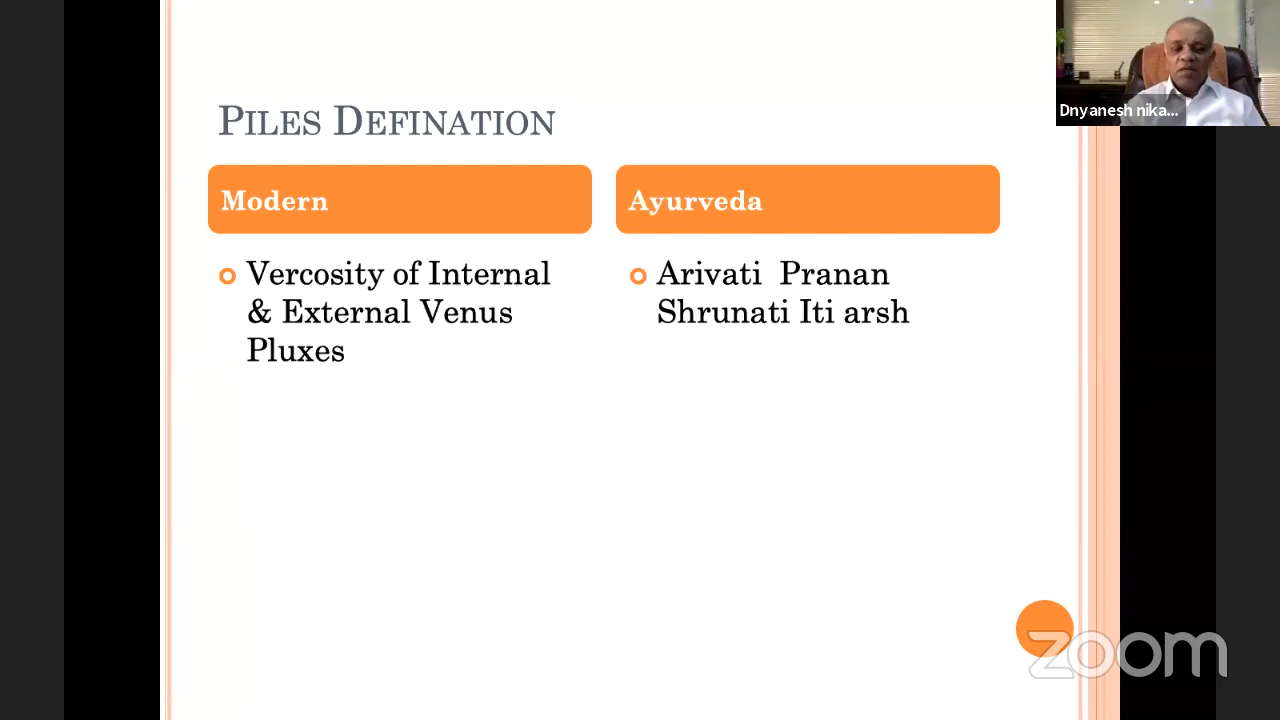 PILES DEFINATION
Modern
Vercosity of Internal
& External Venus
Pluxes
Ayurveda
Arivati Pranan
Shrunati Iti arsh
Dnyanesh nika...
zoom